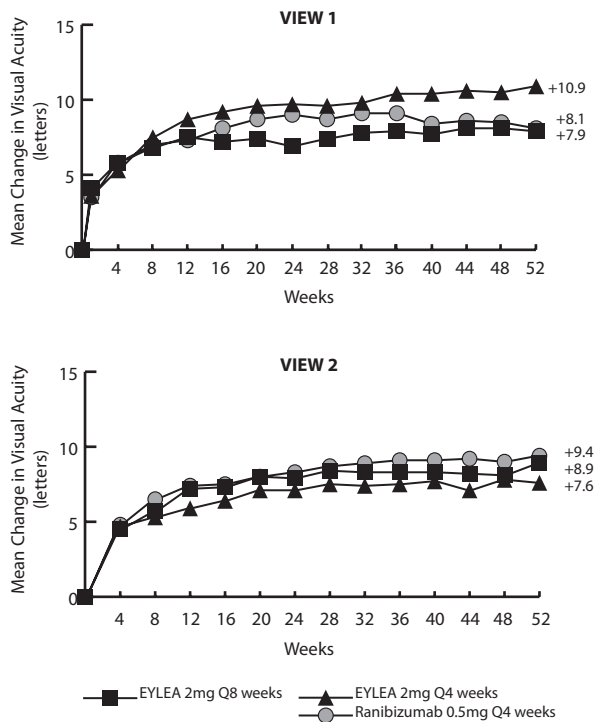 VIEW 1
Mean Change in Visual Acuity
(letters)
15
10
5
0
+10.9
+8.1
+7.9
4 8 12 16 20 24 28 32 36 40 44 48 52
Weeks
VIEW 2
Mean Change in Visual Acuity
(letters)
15
10
5
0
+9.4
+8.9
+7.6
4 8 12 16 20 24 28 32 36 40 44 48 52
Weeks
EYLEA 2mg Q8 weeks EYLEA 2mg Q4 weeks
Ranibizumab 0.5mg Q4 weeks